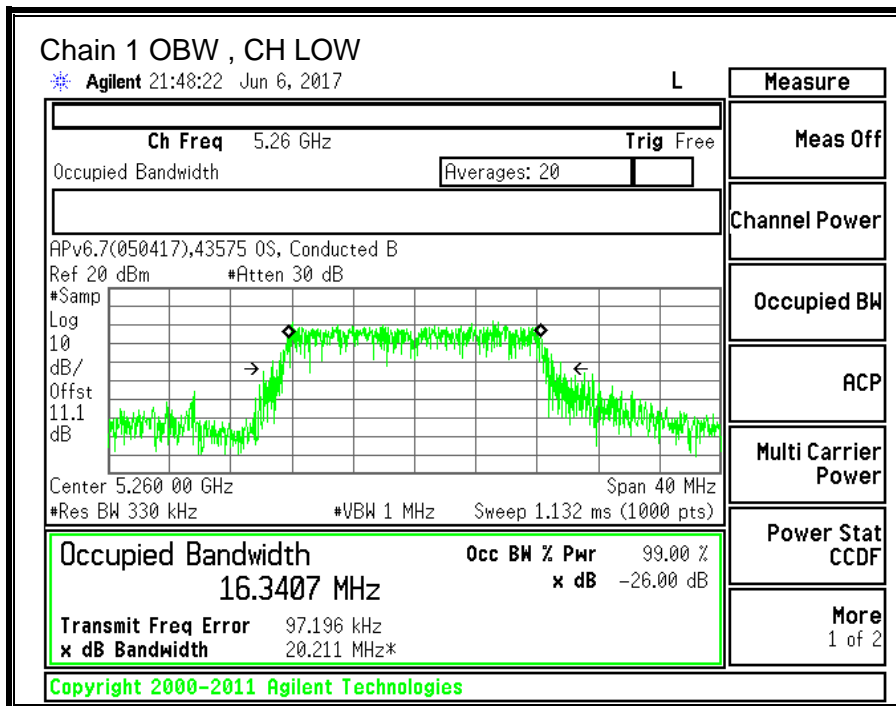 Chain 1 OBW , CH LOW
Agilent 21:48:22 Jun 6, 2017 L
Measure
Ch Freq 5.26 GHz Trig Free
Occupied Bandwidth Averages: 20
APv6.7(050417),43575 OS, Conducted B
Ref 20 dBm #Atten 30 dB
#Samp
Log
10
dB/
Offst
11.1
dB
Center 5.260 00 GHz Span 40 MHz
#Res BW 330 kHz #VBW 1 MHz Sweep 1.132 ms (1000 pts)
Occupied Bandwidth Occ BW % Pwr 99.00 %
16.3407 MHz x dB -26.00 dB
Transmit Freq Error 97.196 kHz
x dB Bandwidth 20.211 MHz*
Copyright 2000-2011 Agilent Technologies
Meas Off
Channel Power
Occupied BW
ACP
Multi Carrier
Power
Power Stat
CCDF
More
1 of 2